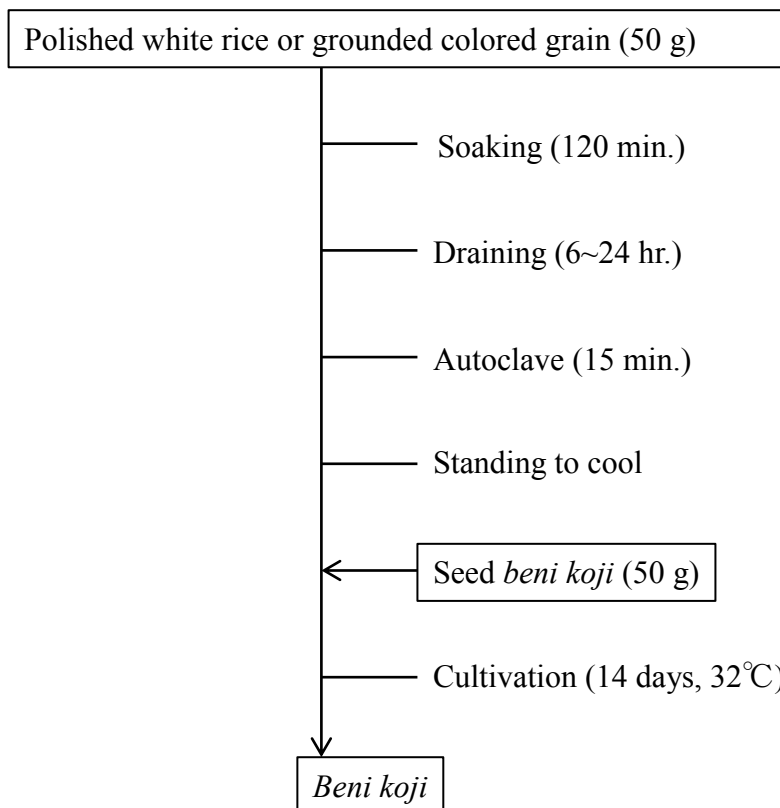 Polished white rice or grounded colored grain (50 g)
Soaking (120 min.)
Draining (6~24 hr.)
Autoclave (15 min.)
Standing to cool
Seed beni koji (50 g)
Cultivation (14 days, 32℃)
Beni koji